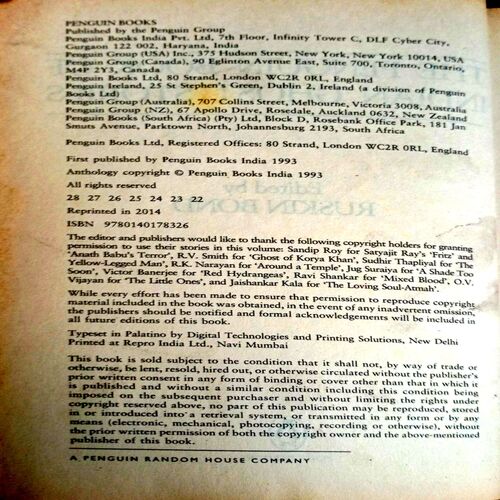 PENGUIN BOOKS
Published by the Penguin Group
Penguin Books India Pvt. Ltd, 7th Floor, Infinity Tower C, DLF Cyber City,
Gurgaon 122 002, Haryana, India
Penguin Group (USA) Inc., 375 Hudson Street, New York, New York 10014, USA
Penguin Group (Canada), 90 Eglinton Avenue East, Suite 700, Toronto, Ontario,
M4P 2Y3, Canada
Penguin Books Ltd, 80 Strand, London WC2R 0RL, England
Penguin Ireland, 25 St Stephen's Green, Dublin 2, Ireland (a division of Penguin
Books Ltd)
Penguin Group (Australia), 707 Collins Street, Melbourne, Victoria 3008, Australia
Penguin Group (NZ), 67 Apollo Drive, Rosedale, Auckland 0632, New Zealand
Penguin Books (South Africa) (Pty) Ltd, Block D, Rosebank Office Park, 181 Jan
Smuts Avenue, Parktown North, Johannesburg 2193, South Africa
Penguin Books Ltd, Registered Offices: 80 Strand, London WC2R 0RL, England
First published by Penguin Books India 1993
Anthology copyright © Penguin Books India 1993
All rights reserved
28 27 26 25 24 23 22
Reprinted in 2014
ISBN 9780140178326
The editor and publishers would like to thank the following copyright holders for granting
permission to use their stories in this volume: Sandip Roy for Satyajit Ray's 'Fritz' and
'Anath Babu's Terror', R.V. Smith for 'Ghost of Korya Khan', Sudhir Thapliyal for 'The
Yellow-Legged Man', R.K. Narayan for 'Around a Temple', Jug Suraiya for 'A Shade Too
Soon', Victor Banerjee for 'Red Hydrangeas', Ravi Shankar for 'Mixed Blood', O.V.
Vijayan for 'The Little Ones', and Jaishankar Kala for 'The Loving Soul-Atmah'.
While every effort has been made to ensure that permission to reproduce copyright
material included in the book was obtained, in the event of any inadvertent omission,
the publishers should be notified and formal acknowledgements will be included in
all future editions of this book.
Typeset in Palatino by Digital Technologies and Printing Solutions, New Delhi
Printed at Repro India Ltd., Navi Mumbai
This book is sold subject to the condition that it shall not, by way of trade or
otherwise, be lent, resold, hired out, or otherwise circulated without the publisher's
prior written consent in any form of binding or cover other than that in which it
is published and without a similar condition including this condition being
imposed on the subsequent purchaser and without limiting the rights under
copyright reserved above, no part of this publication may be reproduced, stored
in or introduced into a retrieval system, or transmitted in any form or by any
means (electronic, mechanical, photocopying, recording or otherwise), without
the prior written permission of both the copyright owner and the above-mentioned
publisher of this book.
A PENGUIN RANDOM HOUSE COMPANY
Edited by
RUSKIN BOND